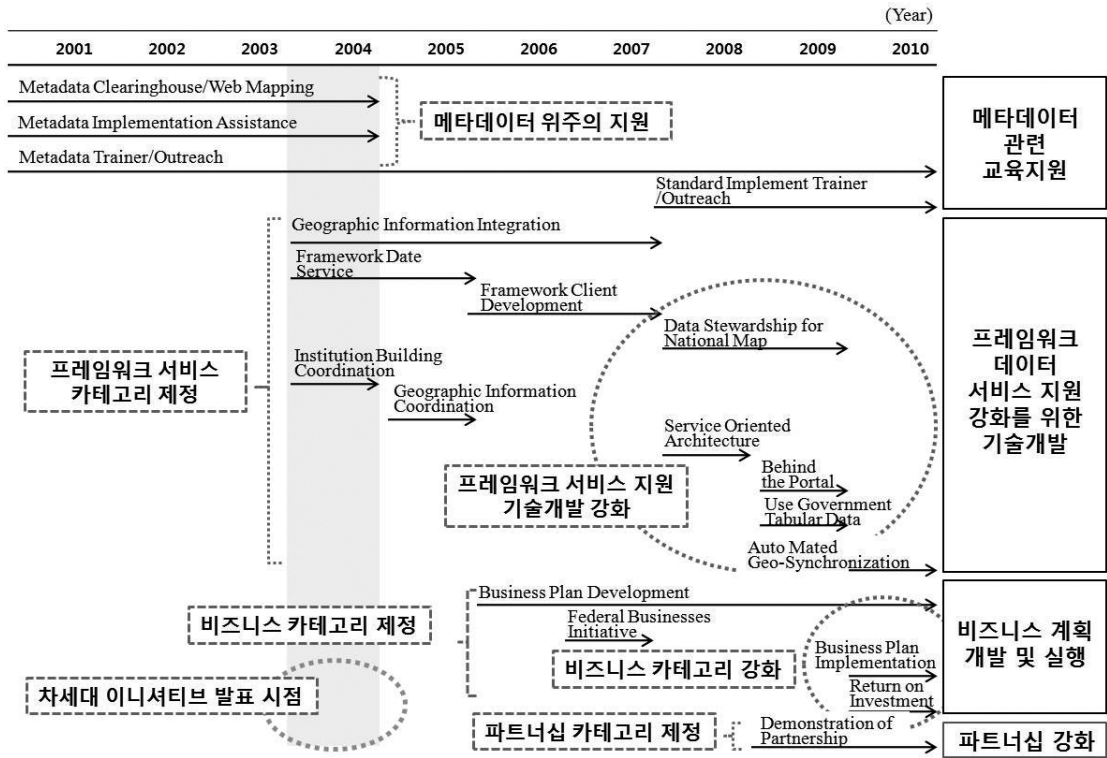 (Year)
2001 2002 2003 2004 2005 2006 2007 2008 2009 2010
Metadata Clearinghouse/Web Mapping
Metadata Implementation Assistance
Metadata Trainer/Outreach
메타데이터 위주의 지원
메타데이터
관련
교육지원
Standard Implement Trainer
/Outreach
Geographic Information Integration
Framework Date
Service
Framework Client
Development
Data Stewardship for
National Map
프레임워크 서비스
카테고리 제정
Institution Building
Coordination
Geographic Information
Coordination
Service Oriented
Architecture
Behind
the Portal
Use Government
Tabular Data
Auto Mated
Geo-Synchronization
프레임워크 서비스 지원
기술개발 강화
프레임워크
데이터
서비스 지원
강화를 위한
기술개발
비즈니스 카테고리 제정
Business Plan Development
Federal Businesses
Initiative
비즈니스 카테고리 강화
Business Plan
Implementation
Return on
Investment
비즈니스 계획
개발 및 실행
차세대 이니셔티브 발표 시점
파트너십 카테고리 제정
Demonstration of
Partnership
파트너십 강화